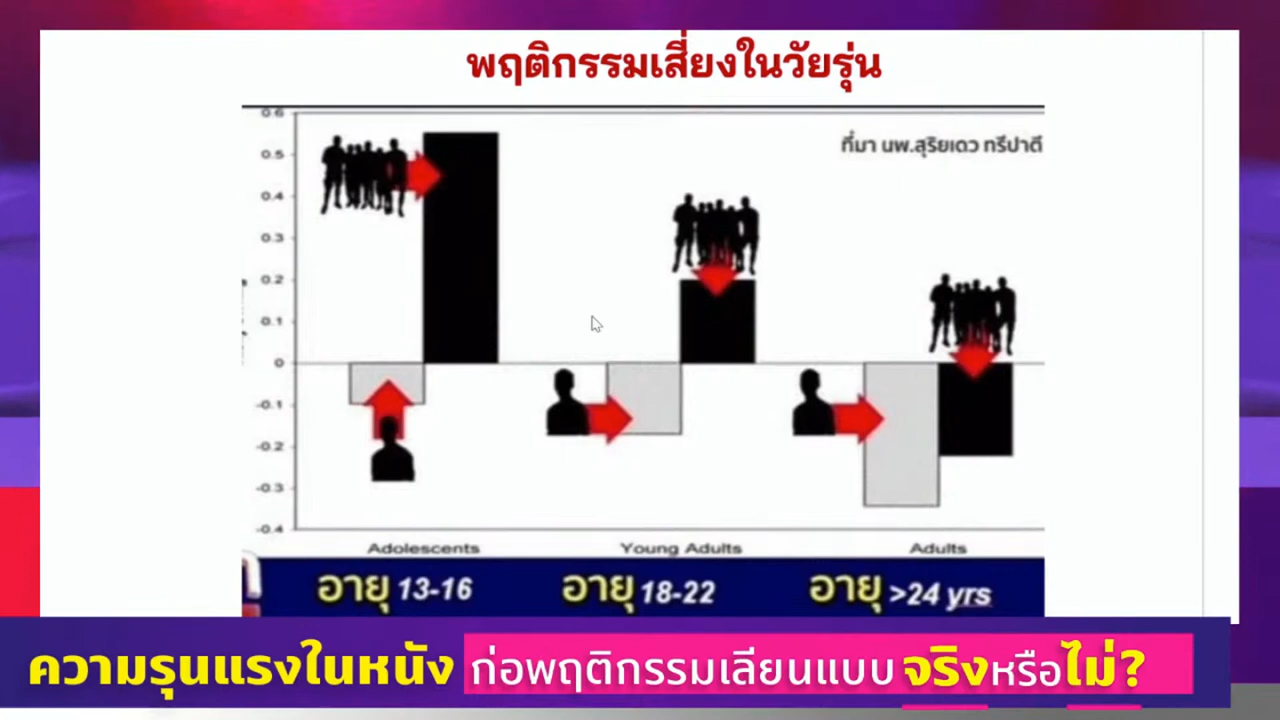 พฤติกรรมเสี่ยงในวัยรุ่น
ที่มา นพ.สุริยเดว ทรีปาตี
0.6
0.5
0.4
0.3
0.2
0.1
0
-0.1
-0.2
-0.3
-0.4
Adolescents Young Adults Adults
อายุ 13-16 อายุ 18-22 อายุ >24 yrs
ความรุนแรงในหนัง ก่อพฤติกรรมเลียนแบบ จริงหรือไม่?